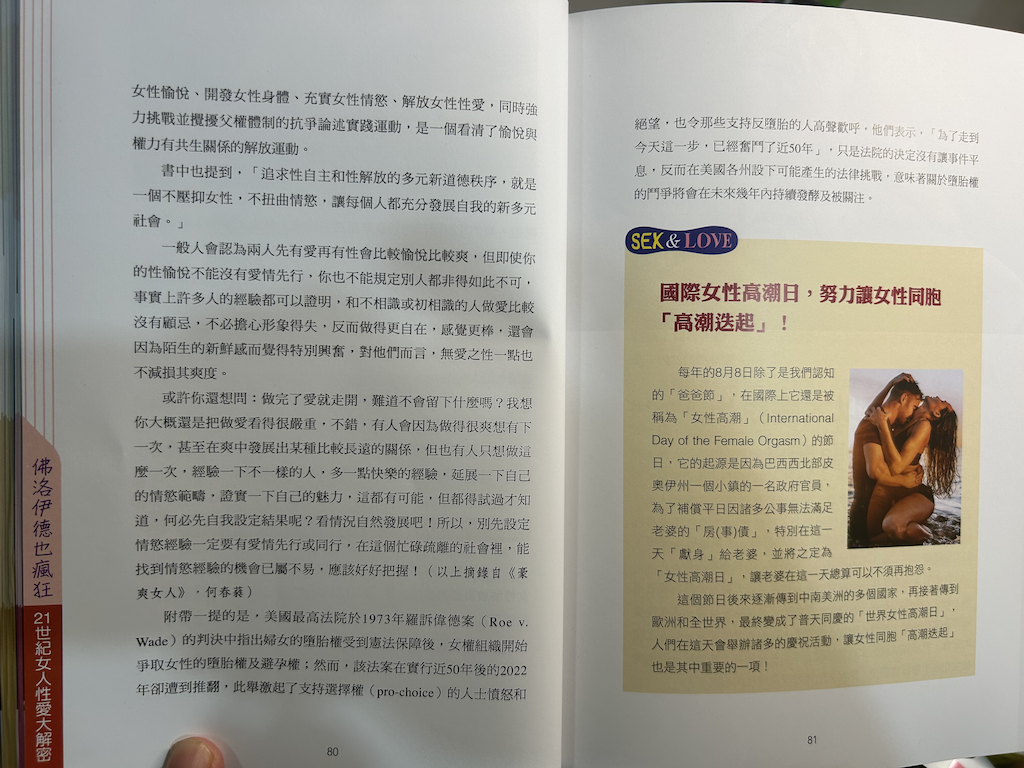 女性愉悅、開發女性身體、充實女性情慾、解放女性性愛，同時強
力挑戰並攪擾父權體制的抗爭論述實踐運動，是一個看清了愉悅與
權力有共生關係的解放運動。
書中也提到，「追求性自主和性解放的多元新道德秩序，就是
一個不壓抑女性，不扭曲情慾，讓每個人都充分發展自我的新多元
社會。」
一般人會認為兩人先有愛再有性會比較愉悅比較爽，但即使你
的性愉悅不能沒有愛情先行，你也不能規定別人都非得如此不可，
事實上許多人的經驗都可以證明，和不相識或初相識的人做愛比較
沒有顧忌，不必擔心形象得失，反而做得更自在，感覺更棒，還會
因為陌生的新鮮感而覺得特別興奮，對他們而言，無愛之性一點也
不減損其爽度。
或許你還想問：做完了愛就走開，難道不會留下什麼嗎？我想
你大概還是把做愛看得很嚴重，不錯，有人會因為做得很爽想有下
一次，甚至在爽中發展出某種比較長遠的關係，但也有人只想做這
麼一次，經驗一下不一樣的人，多一點快樂的經驗，延展一下自己
的情慾範疇，證實一下自己的魅力，這都有可能，但都得試過才知
道，何必先自我設定結果呢？看情況自然發展吧！所以，別先設定
情慾經驗一定要有愛情先行或同行，在這個忙碌疏離的社會裡，能
找到情慾經驗的機會已屬不易，應該好好把握！（以上摘錄自《豪
爽女人》，何春蕤）
附帶一提的是，美國最高法院於1973年羅訴偉德案（Roe v.
Wade）的判決中指出婦女的墮胎權受到憲法保障後，女權組織開始
爭取女性的墮胎權及避孕權；然而，該法案在實行近50年後的2022
年卻遭到推翻，此舉激起了支持選擇權（pro-choice）的人士憤怒和
80
佛洛伊德也瘋狂
21世紀女人性愛大解密
絕望，也令那些支持反墮胎的人高聲歡呼，他們表示，「為了走到
今天這一步，已經奮鬥了近50年」，只是法院的決定沒有讓事件平
息，反而在美國各州設下可能產生的法律挑戰，意味著關於墮胎權
的鬥爭將會在未來幾年內持續發酵及被關注。
SEX & LOVE
國際女性高潮日，努力讓女性同胞
「高潮迭起」！
每年的8月8日除了是我們認知
的「爸爸節」，在國際上它還是被
稱為「女性高潮」（International
Day of the Female Orgasm）的節
日，它的起源是因為巴西西北部皮
奧伊州一個小鎮的一名政府官員，
為了補償平日因諸多公事無法滿足
老婆的「房(事)債」，特別在這一
天「獻身」給老婆，並將之定為
「女性高潮日」，讓老婆在這一天總算可以不須再抱怨。
這個節日後來逐漸傳到中南美洲的多個國家，再接著傳到
歐洲和全世界，最終變成了普天同慶的「世界女性高潮日」，
人們在這天會舉辦諸多的慶祝活動，讓女性同胞「高潮迭起」
也是其中重要的一項！
81